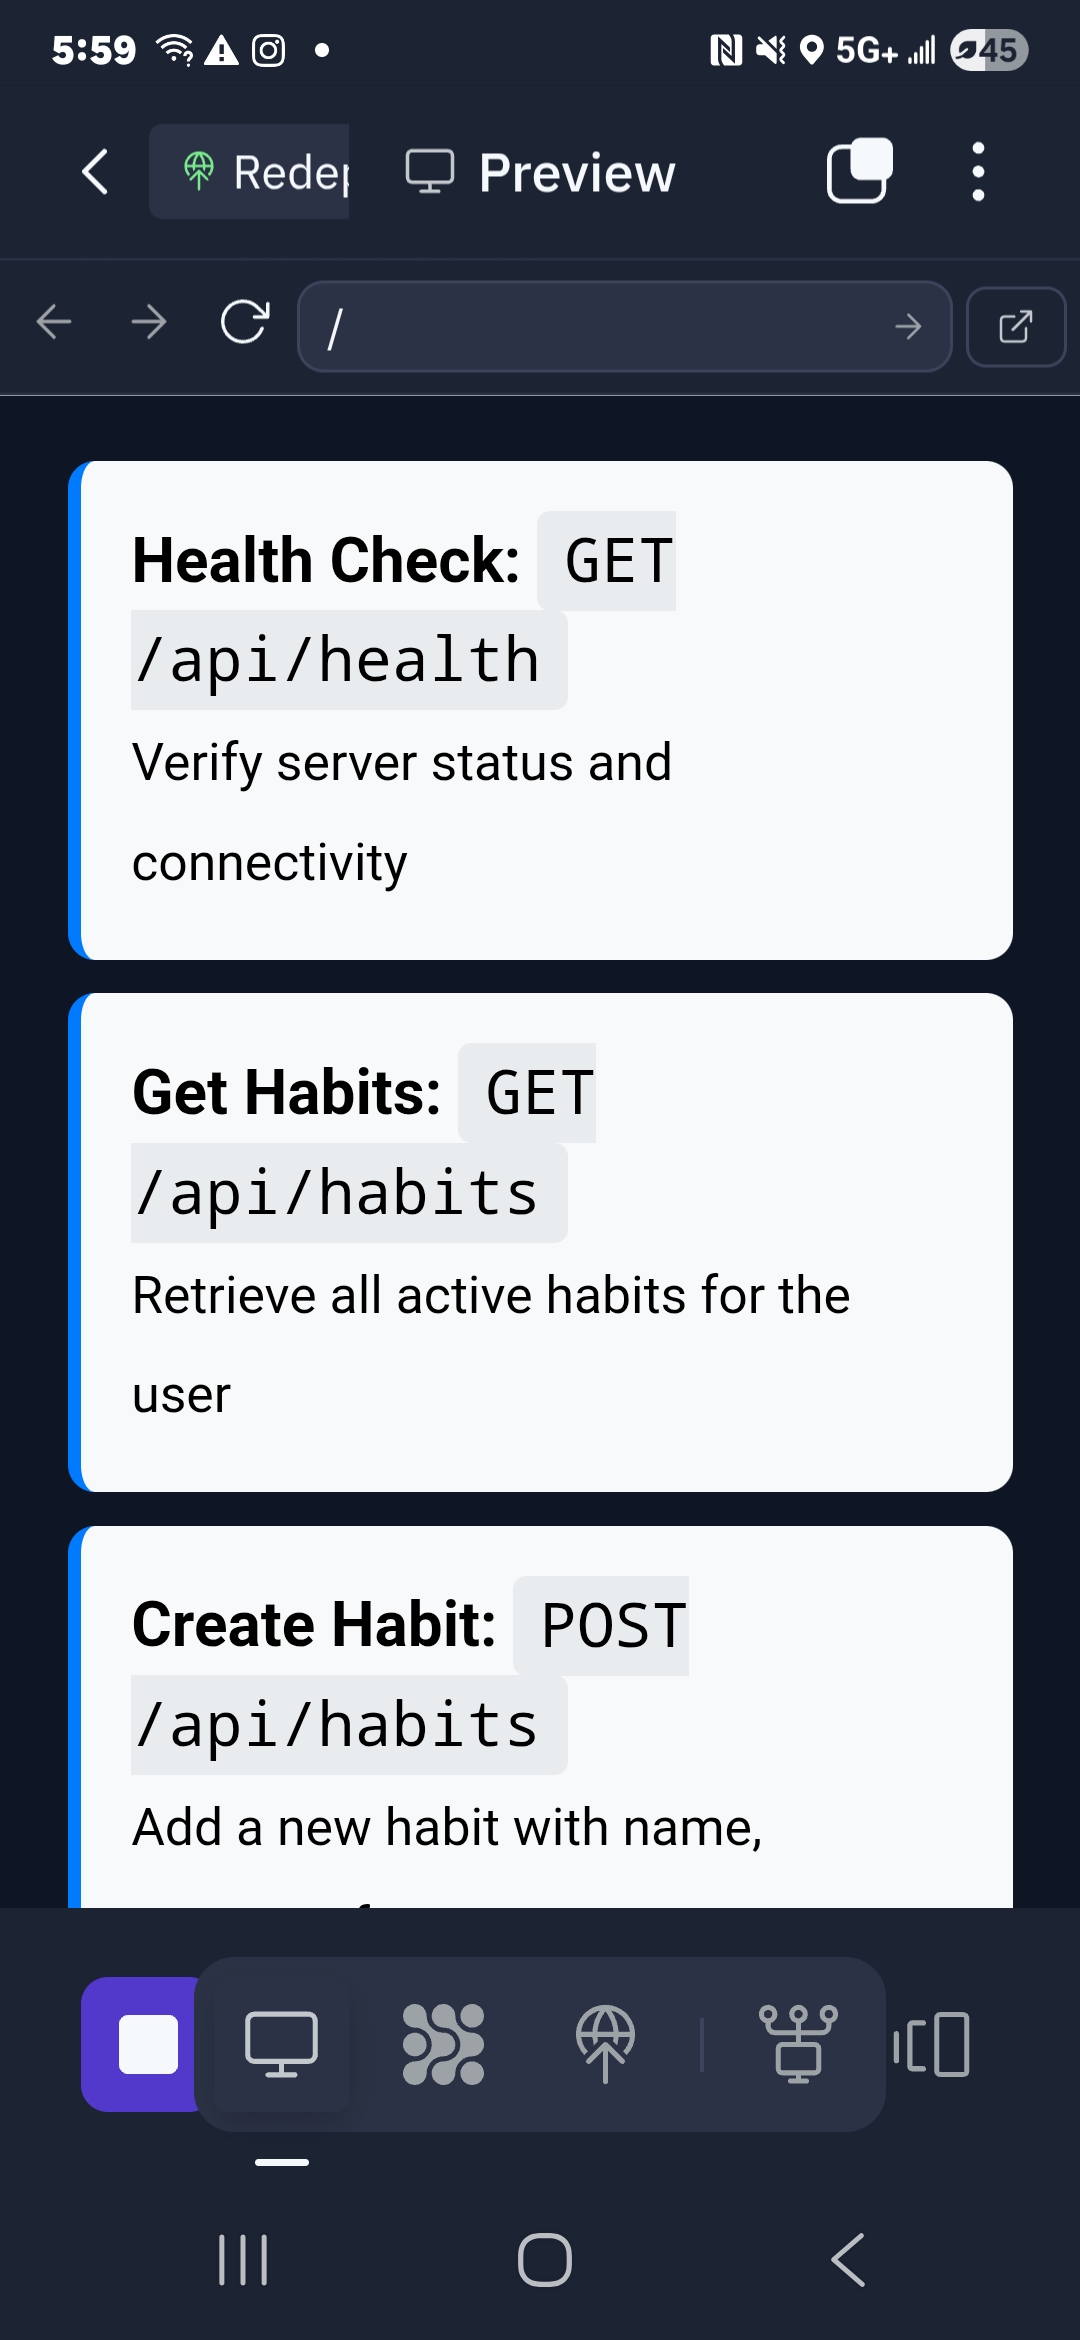 5:59 5G+ 45
Redep Preview
/
Health Check: GET
/api/health
Verify server status and
connectivity
Get Habits: GET
/api/habits
Retrieve all active habits for the
user
Create Habit: POST
/api/habits
Add a new habit with name,